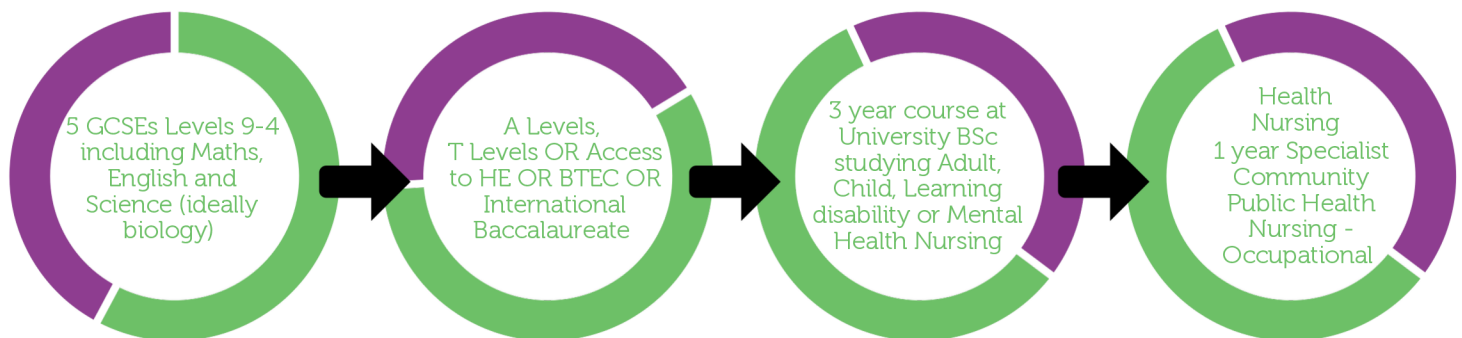 5 GCSEs Levels 9-4
including Maths,
English and
Science (ideally
biology)
A Levels,
T Levels OR Access
to HE OR BTEC OR
International
Baccalaureate
3 year course at
University BSc
studying Adult,
Child, Learning
disability or Mental
Health Nursing
Health
Nursing
1 year Specialist
Community
Public Health
Nursing -
Occupational